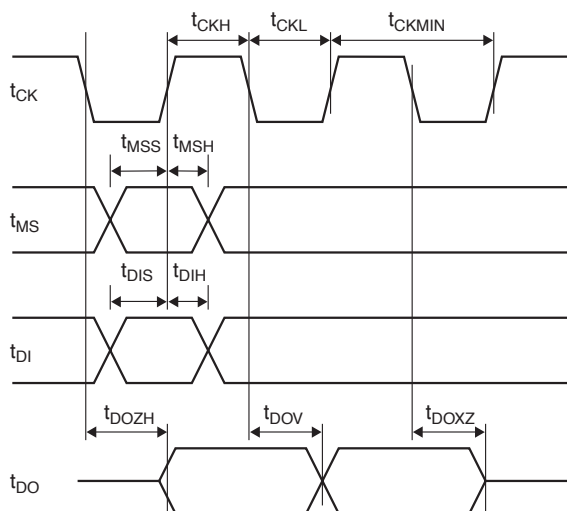 tCKH tCKL tCKMIN
tCK
tMSS tMSH
tMS
tDIS tDIH
tDI
tDOZH tDOV tDOXZ
tDO